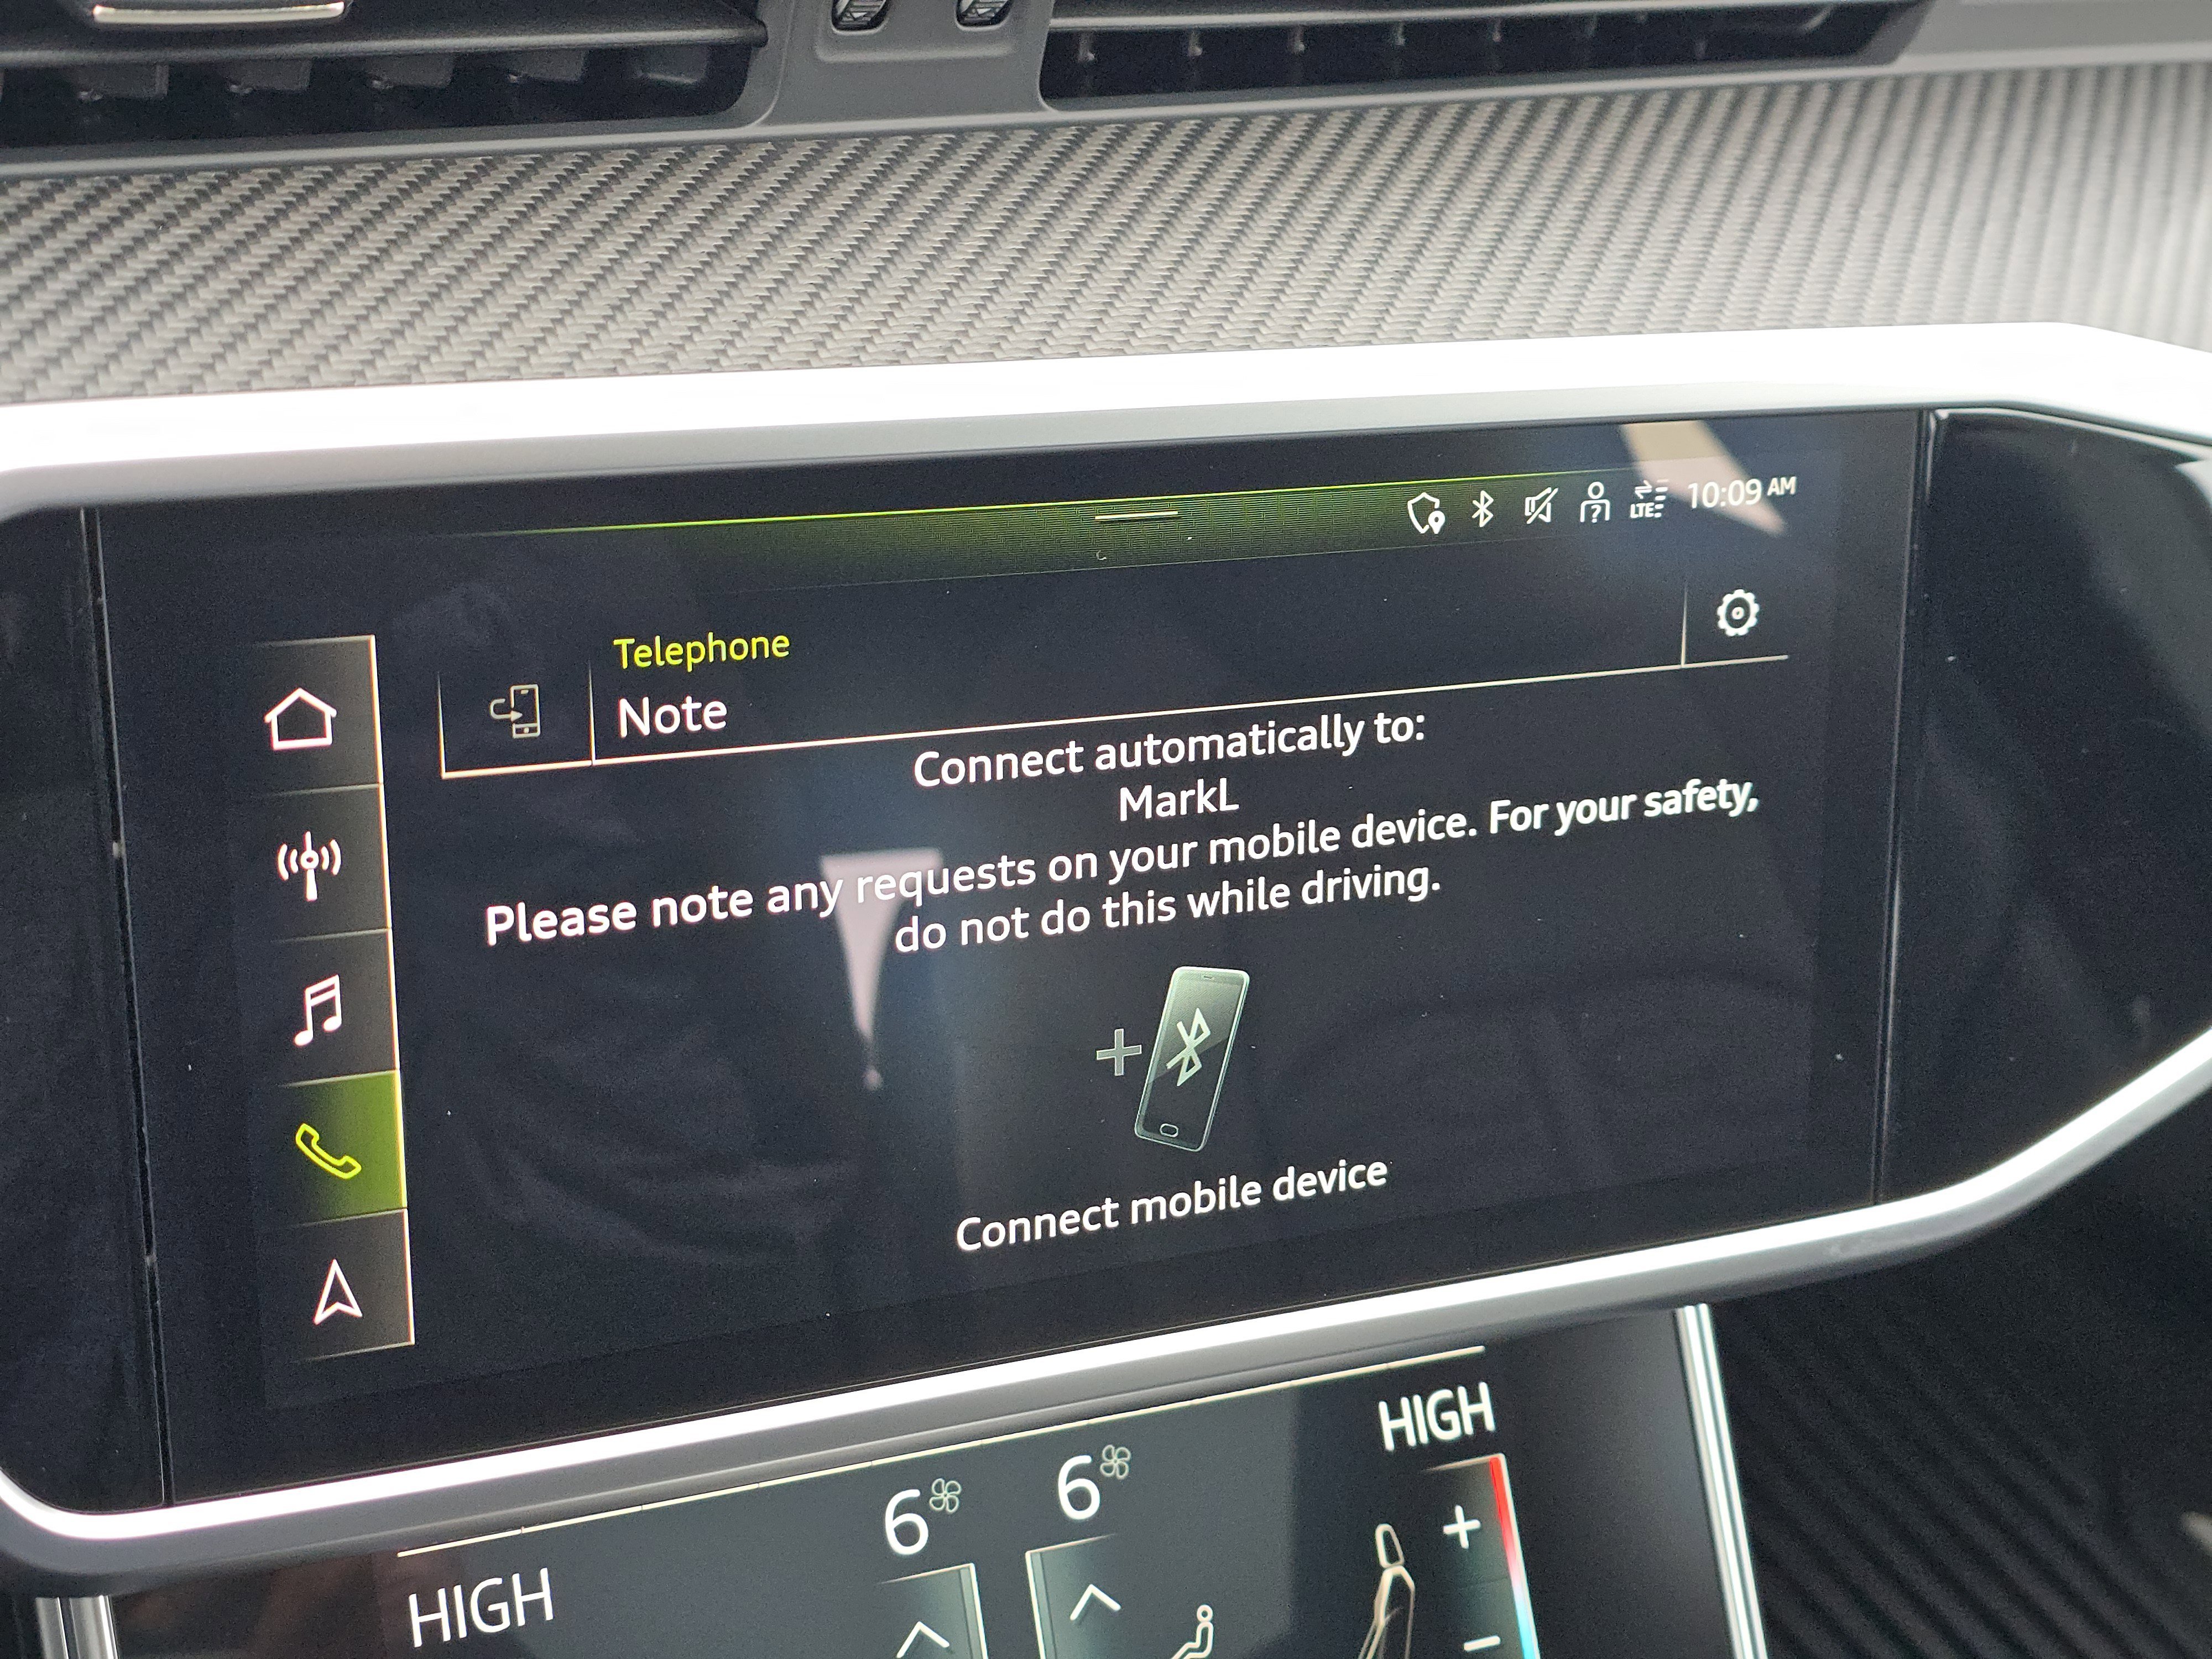 LTE 10:09 AM
Telephone
Note
Connect automatically to:
MarkL
Please note any requests on your mobile device. For your safety,
do not do this while driving.
Connect mobile device
HIGH
6 6
HIGH